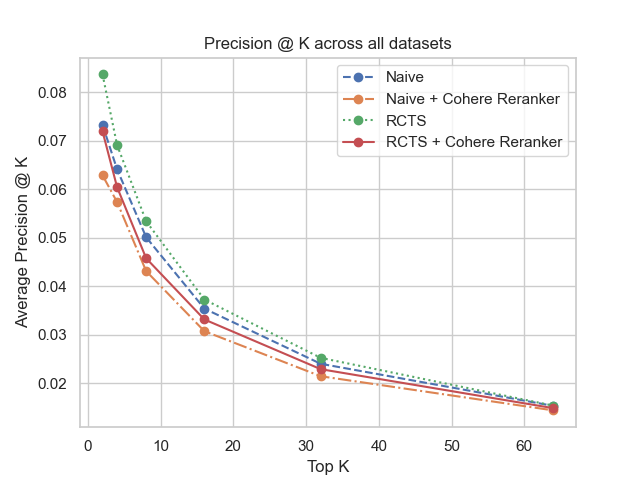 Precision @ K across all datasets
Naive
Naive + Cohere Reranker
RCTS
RCTS + Cohere Reranker
Average Precision @ K
0.08
0.07
0.06
0.05
0.04
0.03
0.02
0 10 20 30 40 50 60
Top K